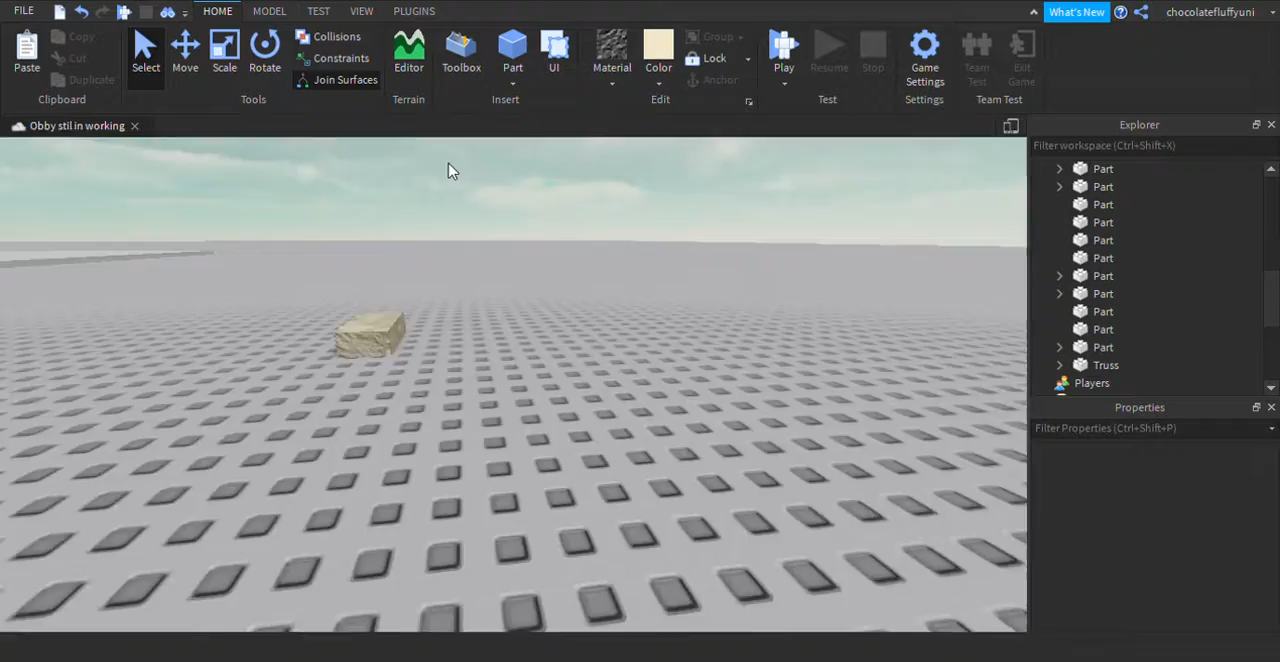 FILE HOME MODEL TEST VIEW PLUGINS What's New chocolatefluffyuni
Paste Copy Cut Duplicate
Clipboard
Select Move Scale Rotate Collisions Constraints Join Surfaces
Tools
Editor
Terrain
Toolbox Part UI
Insert
Material Color Group Lock Anchor
Edit
Play Resume Stop
Test
Game Settings
Settings
Team Test Exit Game
Team Test
Obby stil in working
Explorer
Filter workspace (Ctrl+Shift+X)
Part
Part
Part
Part
Part
Part
Part
Part
Part
Part
Part
Truss
Players
Properties
Filter Properties (Ctrl+Shift+P)